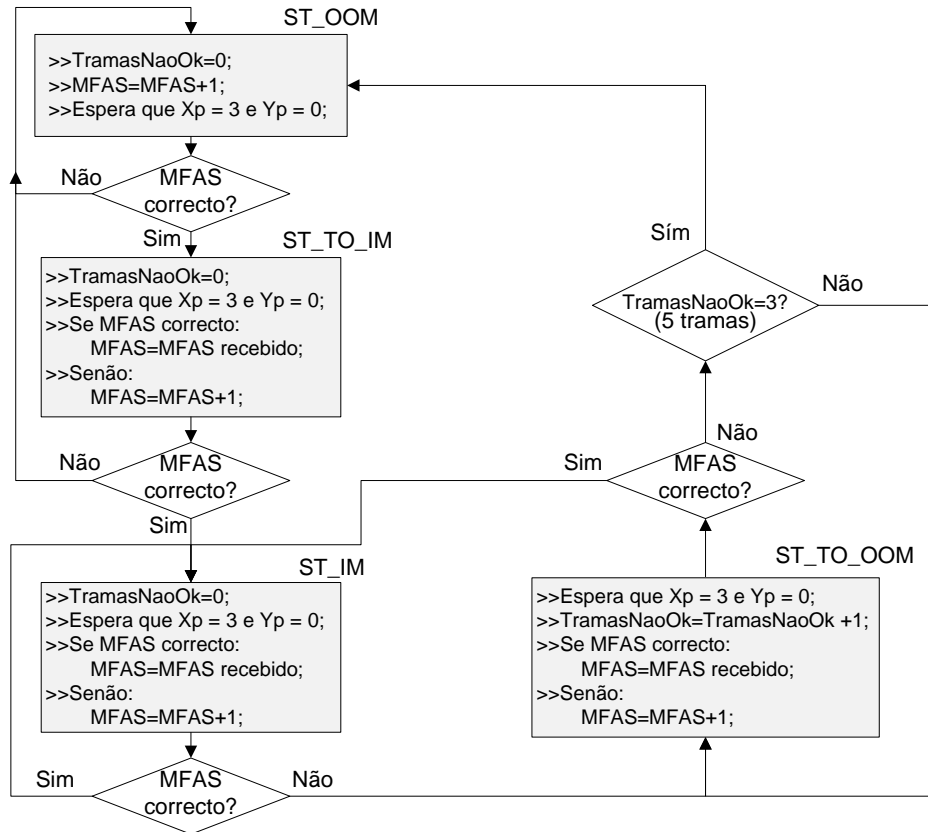 ST_OOM
>>TramasNaoOk=0;
>>MFAS=MFAS+1;
>>Espera que Xp = 3 e Yp = 0;
Não
MFAS
correcto?
Sim
ST_TO_IM
>>TramasNaoOk=0;
>>Espera que Xp = 3 e Yp = 0;
>>Se MFAS correcto:
MFAS=MFAS recebido;
>>Senão:
MFAS=MFAS+1;
Não
MFAS
correcto?
Sim
ST_IM
>>TramasNaoOk=0;
>>Espera que Xp = 3 e Yp = 0;
>>Se MFAS correcto:
MFAS=MFAS recebido;
>>Senão:
MFAS=MFAS+1;
Sim
MFAS
correcto?
Não
ST_TO_OOM
>>Espera que Xp = 3 e Yp = 0;
>>TramasNaoOk=TramasNaoOk +1;
>>Se MFAS correcto:
MFAS=MFAS recebido;
>>Senão:
MFAS=MFAS+1;
Sim
MFAS
correcto?
Não
TramasNaoOk=3?
(5 tramas)
Sím
Não